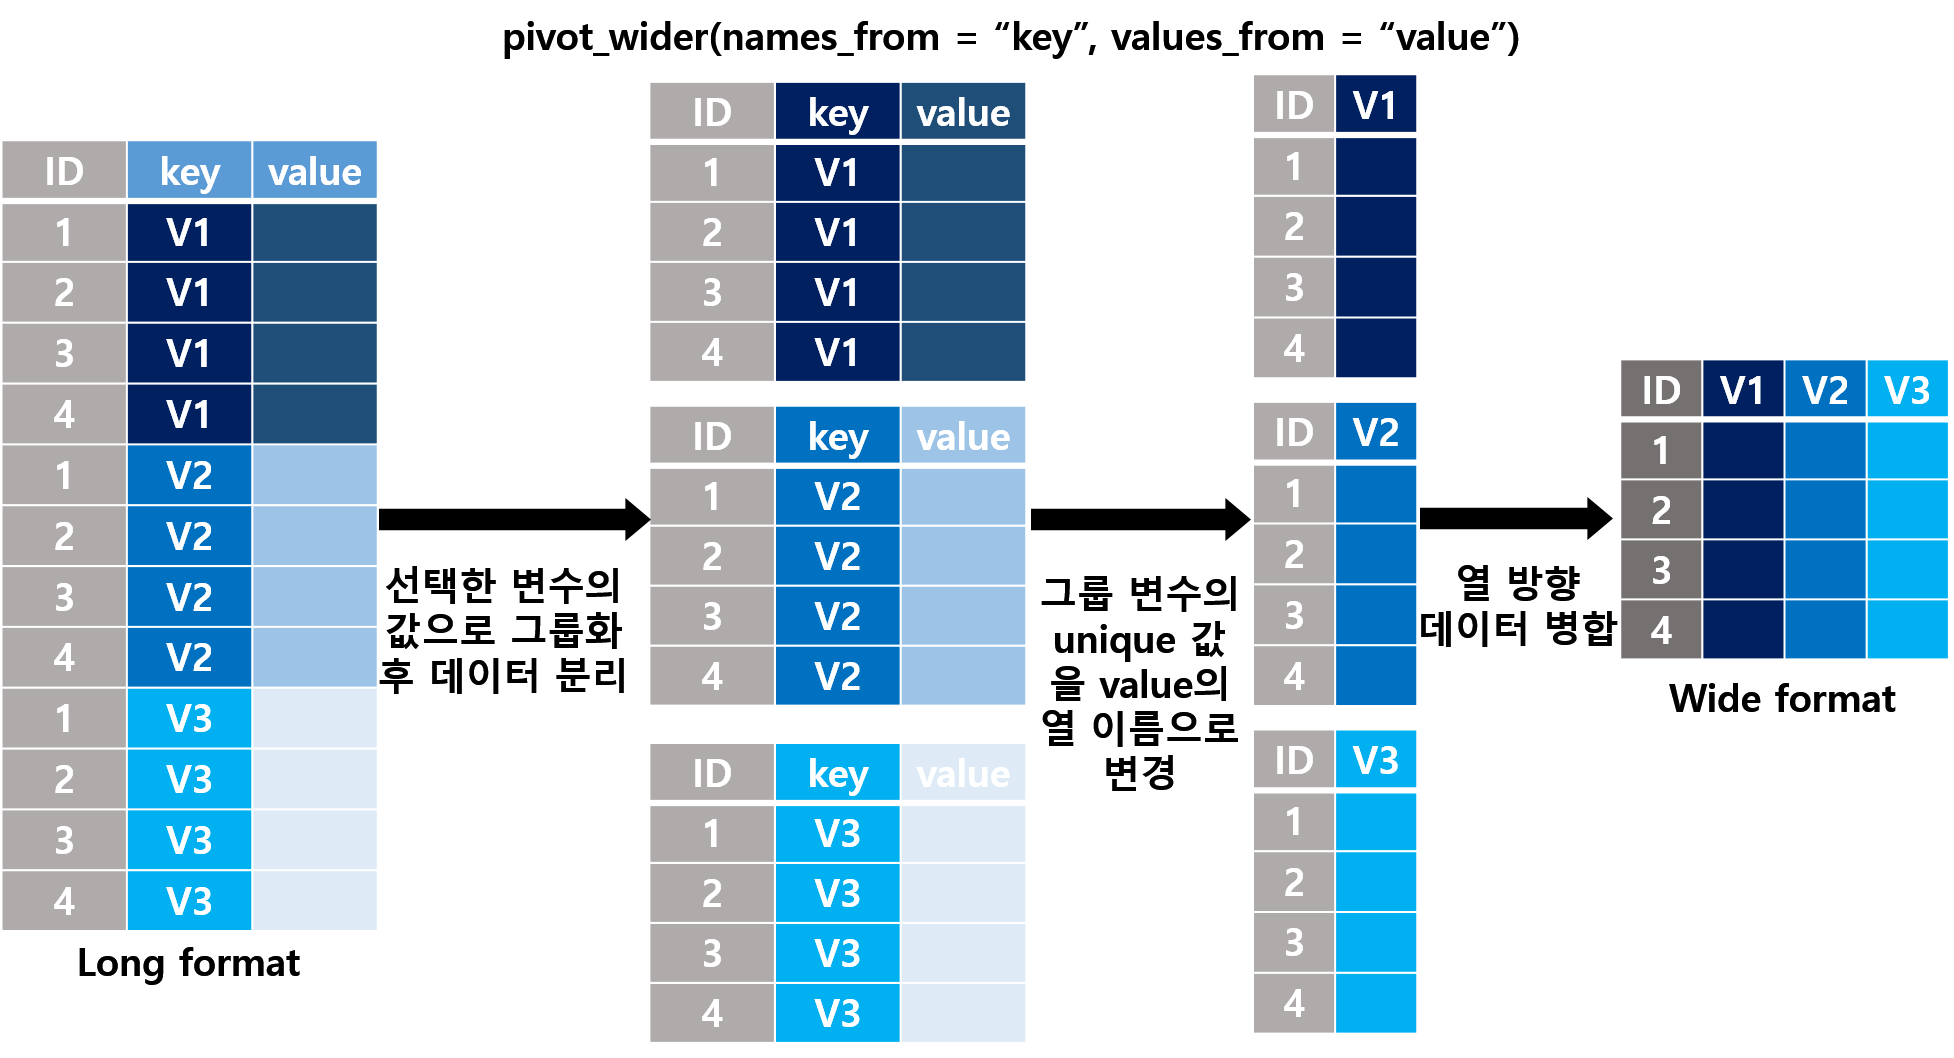 pivot_wider(names_from = “key”, values_from = “value”)
ID key value
1 V1
2 V1
3 V1
4 V1
1 V2
2 V2
3 V2
4 V2
1 V3
2 V3
3 V3
4 V3
Long format
선택한 변수의
값으로 그룹화
후 데이터 분리
ID key value
1 V1
2 V1
3 V1
4 V1
ID key value
1 V2
2 V2
3 V2
4 V2
ID key value
1 V3
2 V3
3 V3
4 V3
그룹 변수의
unique 값
을 value의
열 이름으로
변경
ID V1
1
2
3
4
ID V2
1
2
3
4
ID V3
1
2
3
4
열 방향
데이터 병합
ID V1 V2 V3
1
2
3
4
Wide format